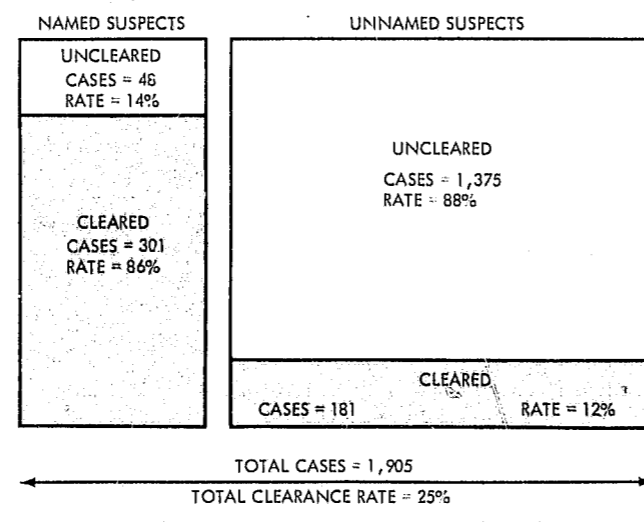 NAMED SUSPECTS
UNCLEARED
CASES = 48
RATE = 14%
CLEARED
CASES = 301
RATE = 86%
UNNAMED SUSPECTS
UNCLEARED
CASES = 1,375
RATE = 88%
CLEARED
CASES = 181 RATE = 12%
TOTAL CASES = 1,905
TOTAL CLEARANCE RATE = 25%